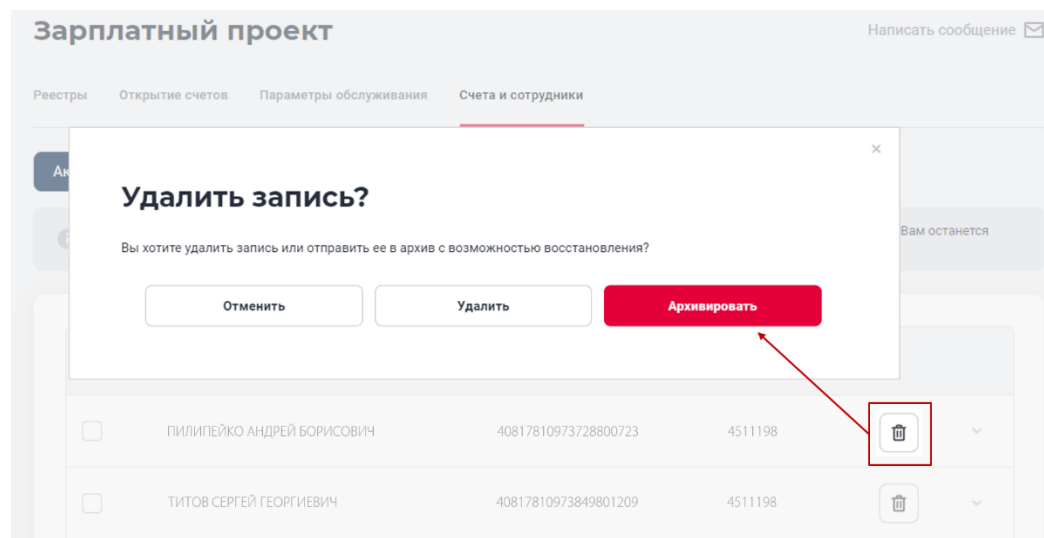 Зарплатный проект
Написать сообщение
Реестры Открытие счетов Параметры обслуживания Счета и сотрудники
Ак
Удалить запись?
Вам останется
Вы хотите удалить запись или отправить ее в архив с возможностью восстановления?
Отменить Удалить Архивировать
ПИЛИПЕЙКО АНДРЕЙ БОРИСОВИЧ 40817810973728800723 4511198
ТИТОВ СЕРГЕЙ ГЕОРГИЕВИЧ 40817810973849801209 4511198